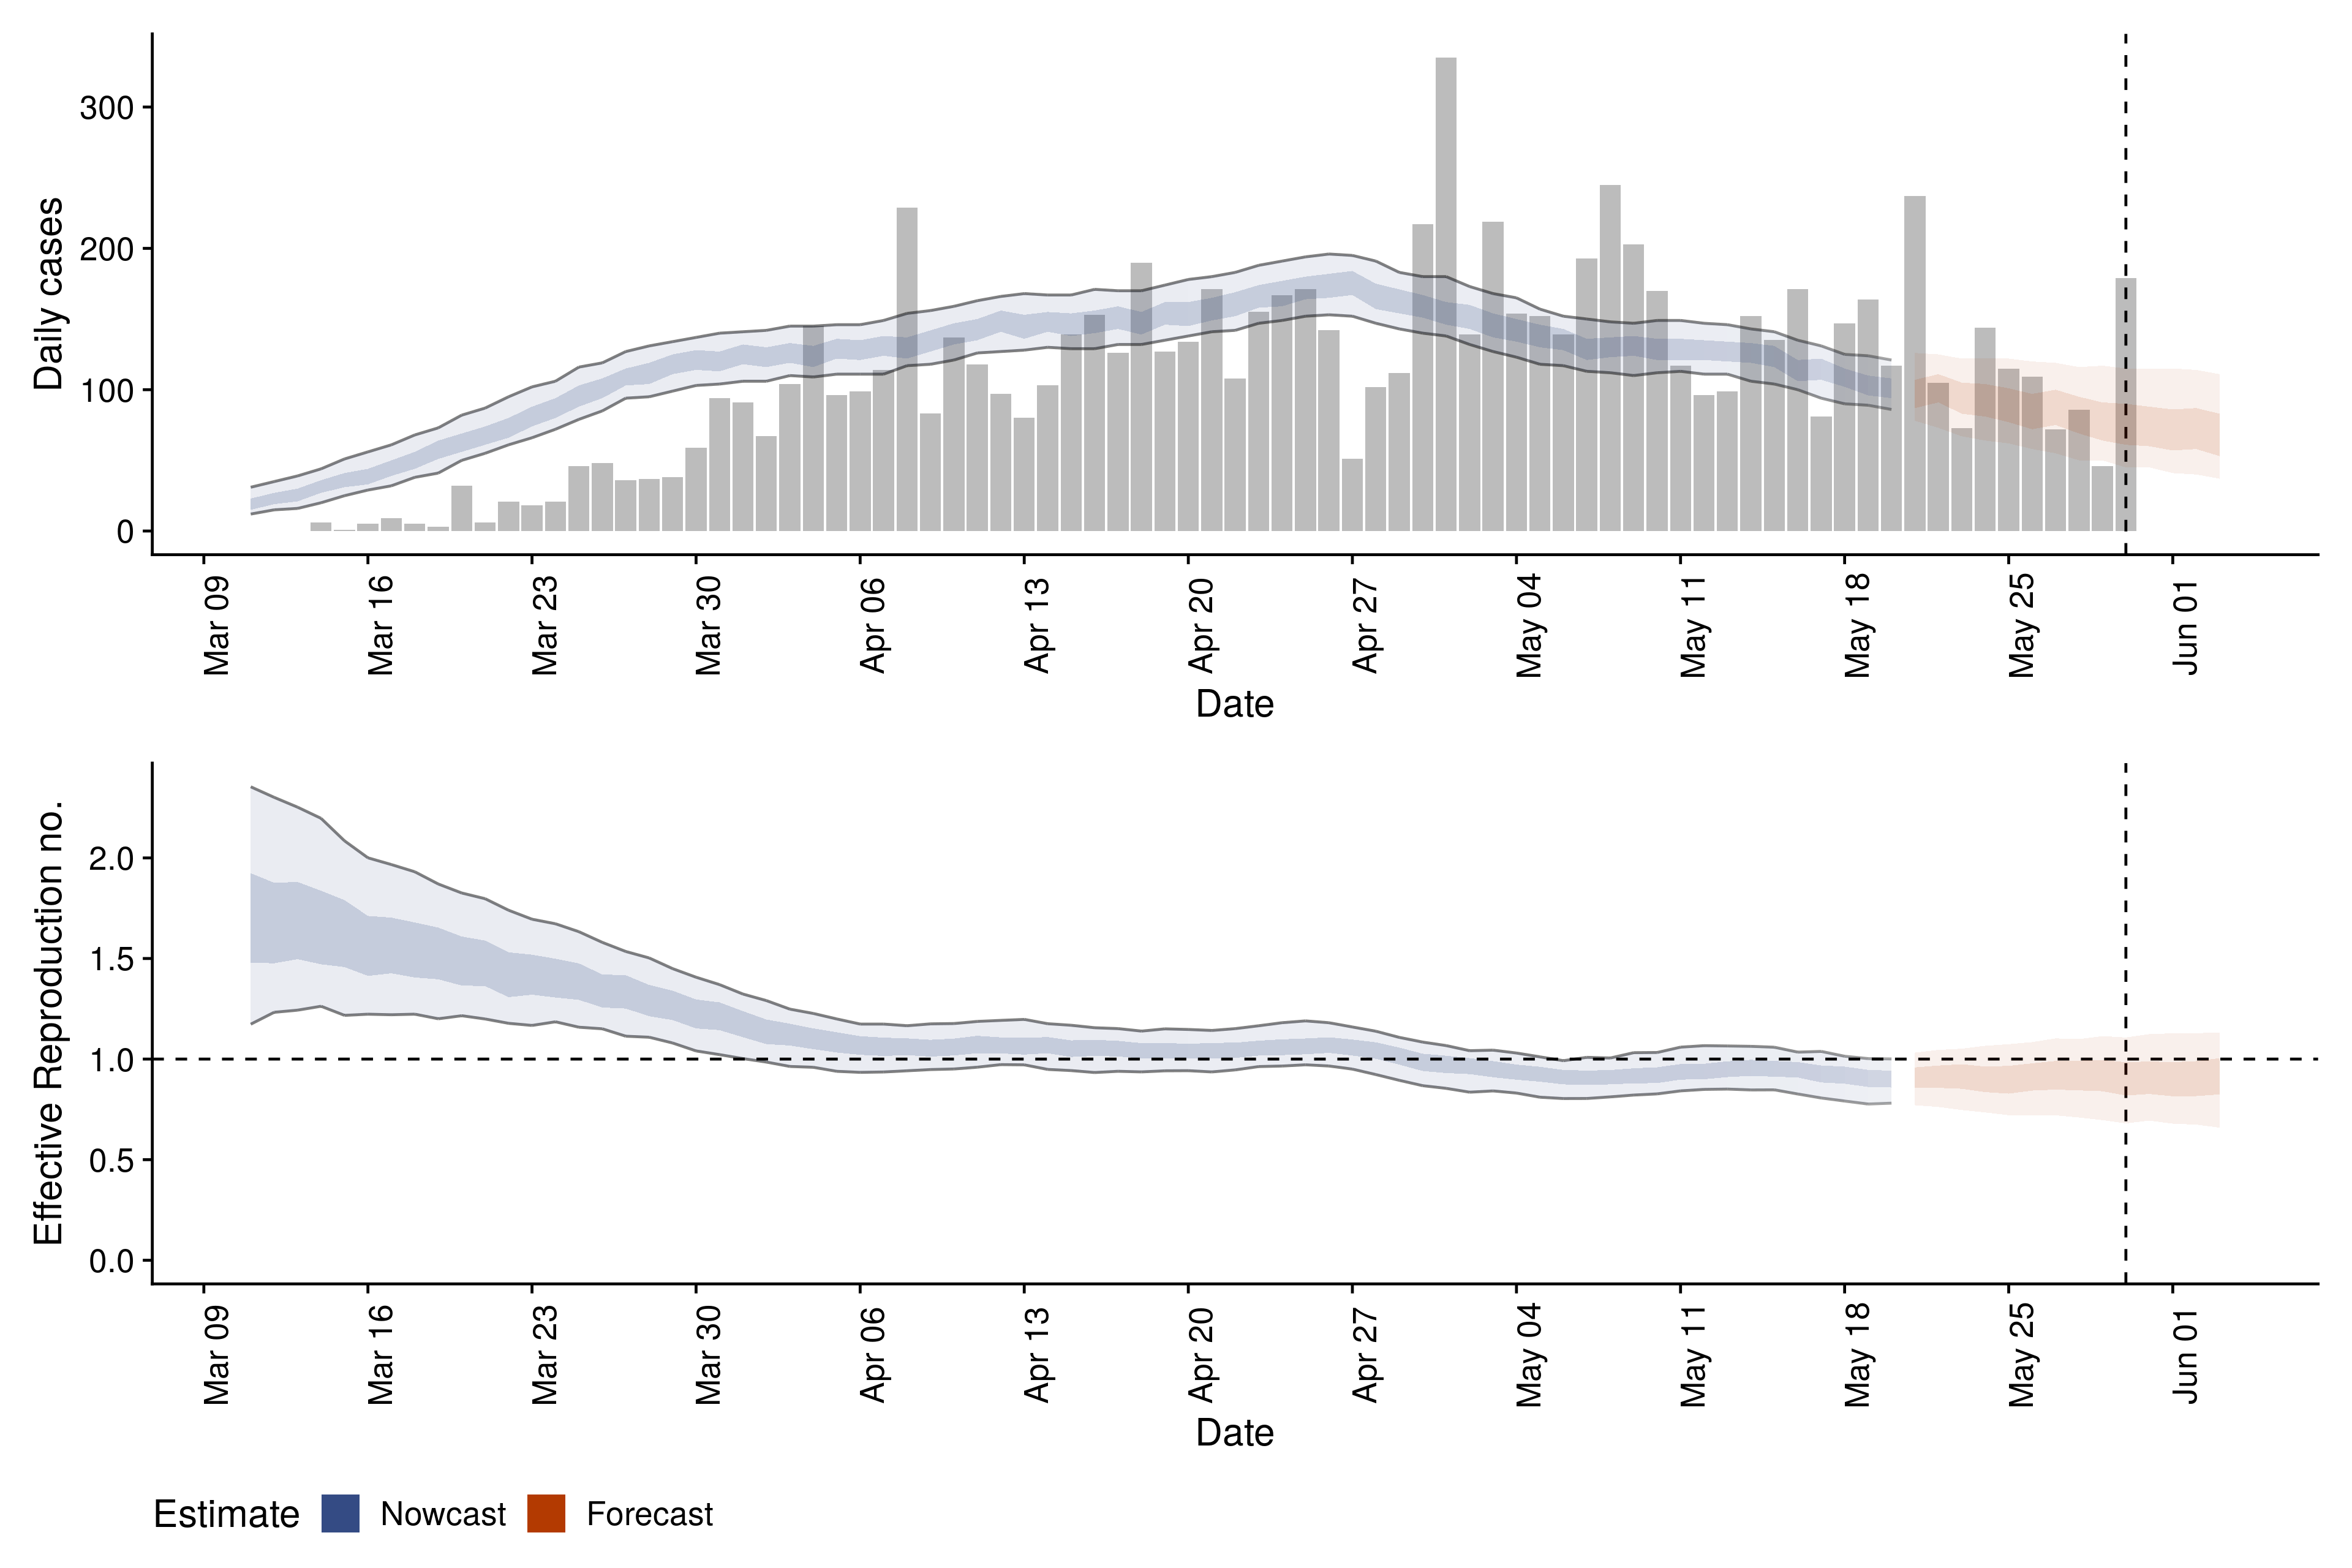 Daily cases
300
200
100
0
Mar 09
Mar 16
Mar 23
Mar 30
Apr 06
Apr 13
Apr 20
Apr 27
May 04
May 11
May 18
May 25
Jun 01
Date
Effective Reproduction no.
2.0
1.5
1.0
0.5
0.0
Mar 09
Mar 16
Mar 23
Mar 30
Apr 06
Apr 13
Apr 20
Apr 27
May 04
May 11
May 18
May 25
Jun 01
Date
Estimate Nowcast Forecast